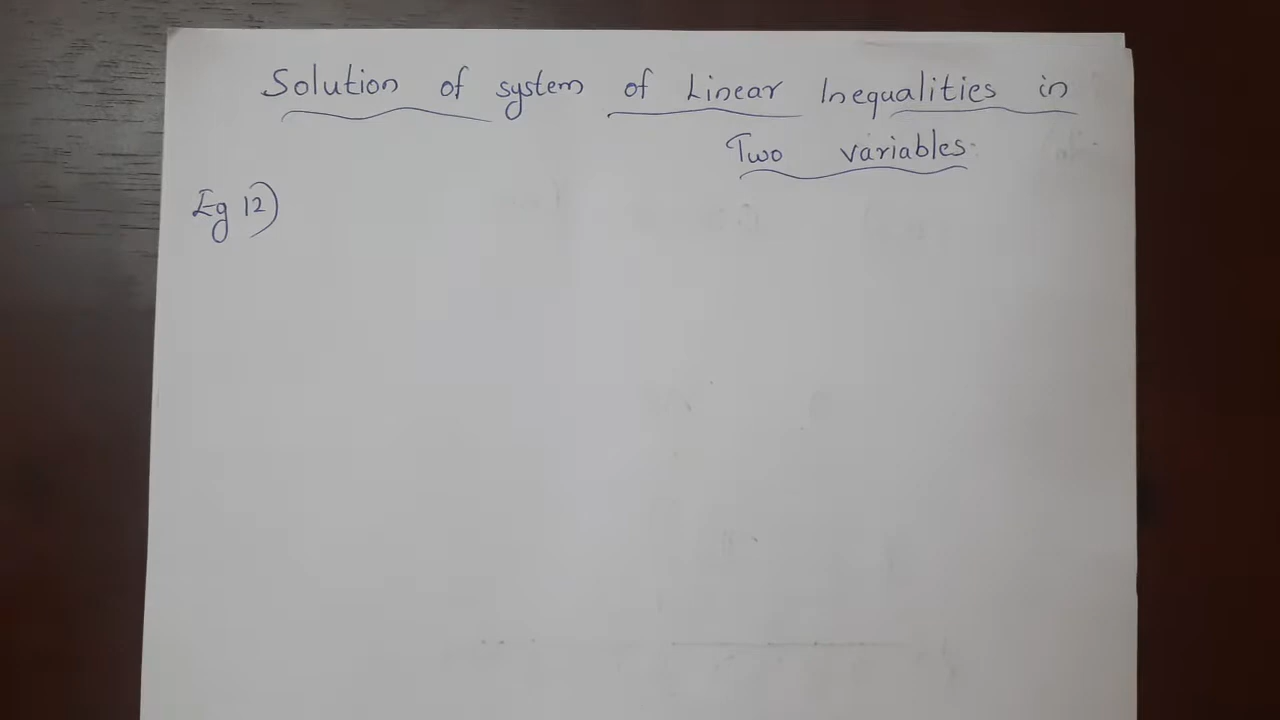 Solution of system of Linear Inequalities in
Two variables.
Eg 12)